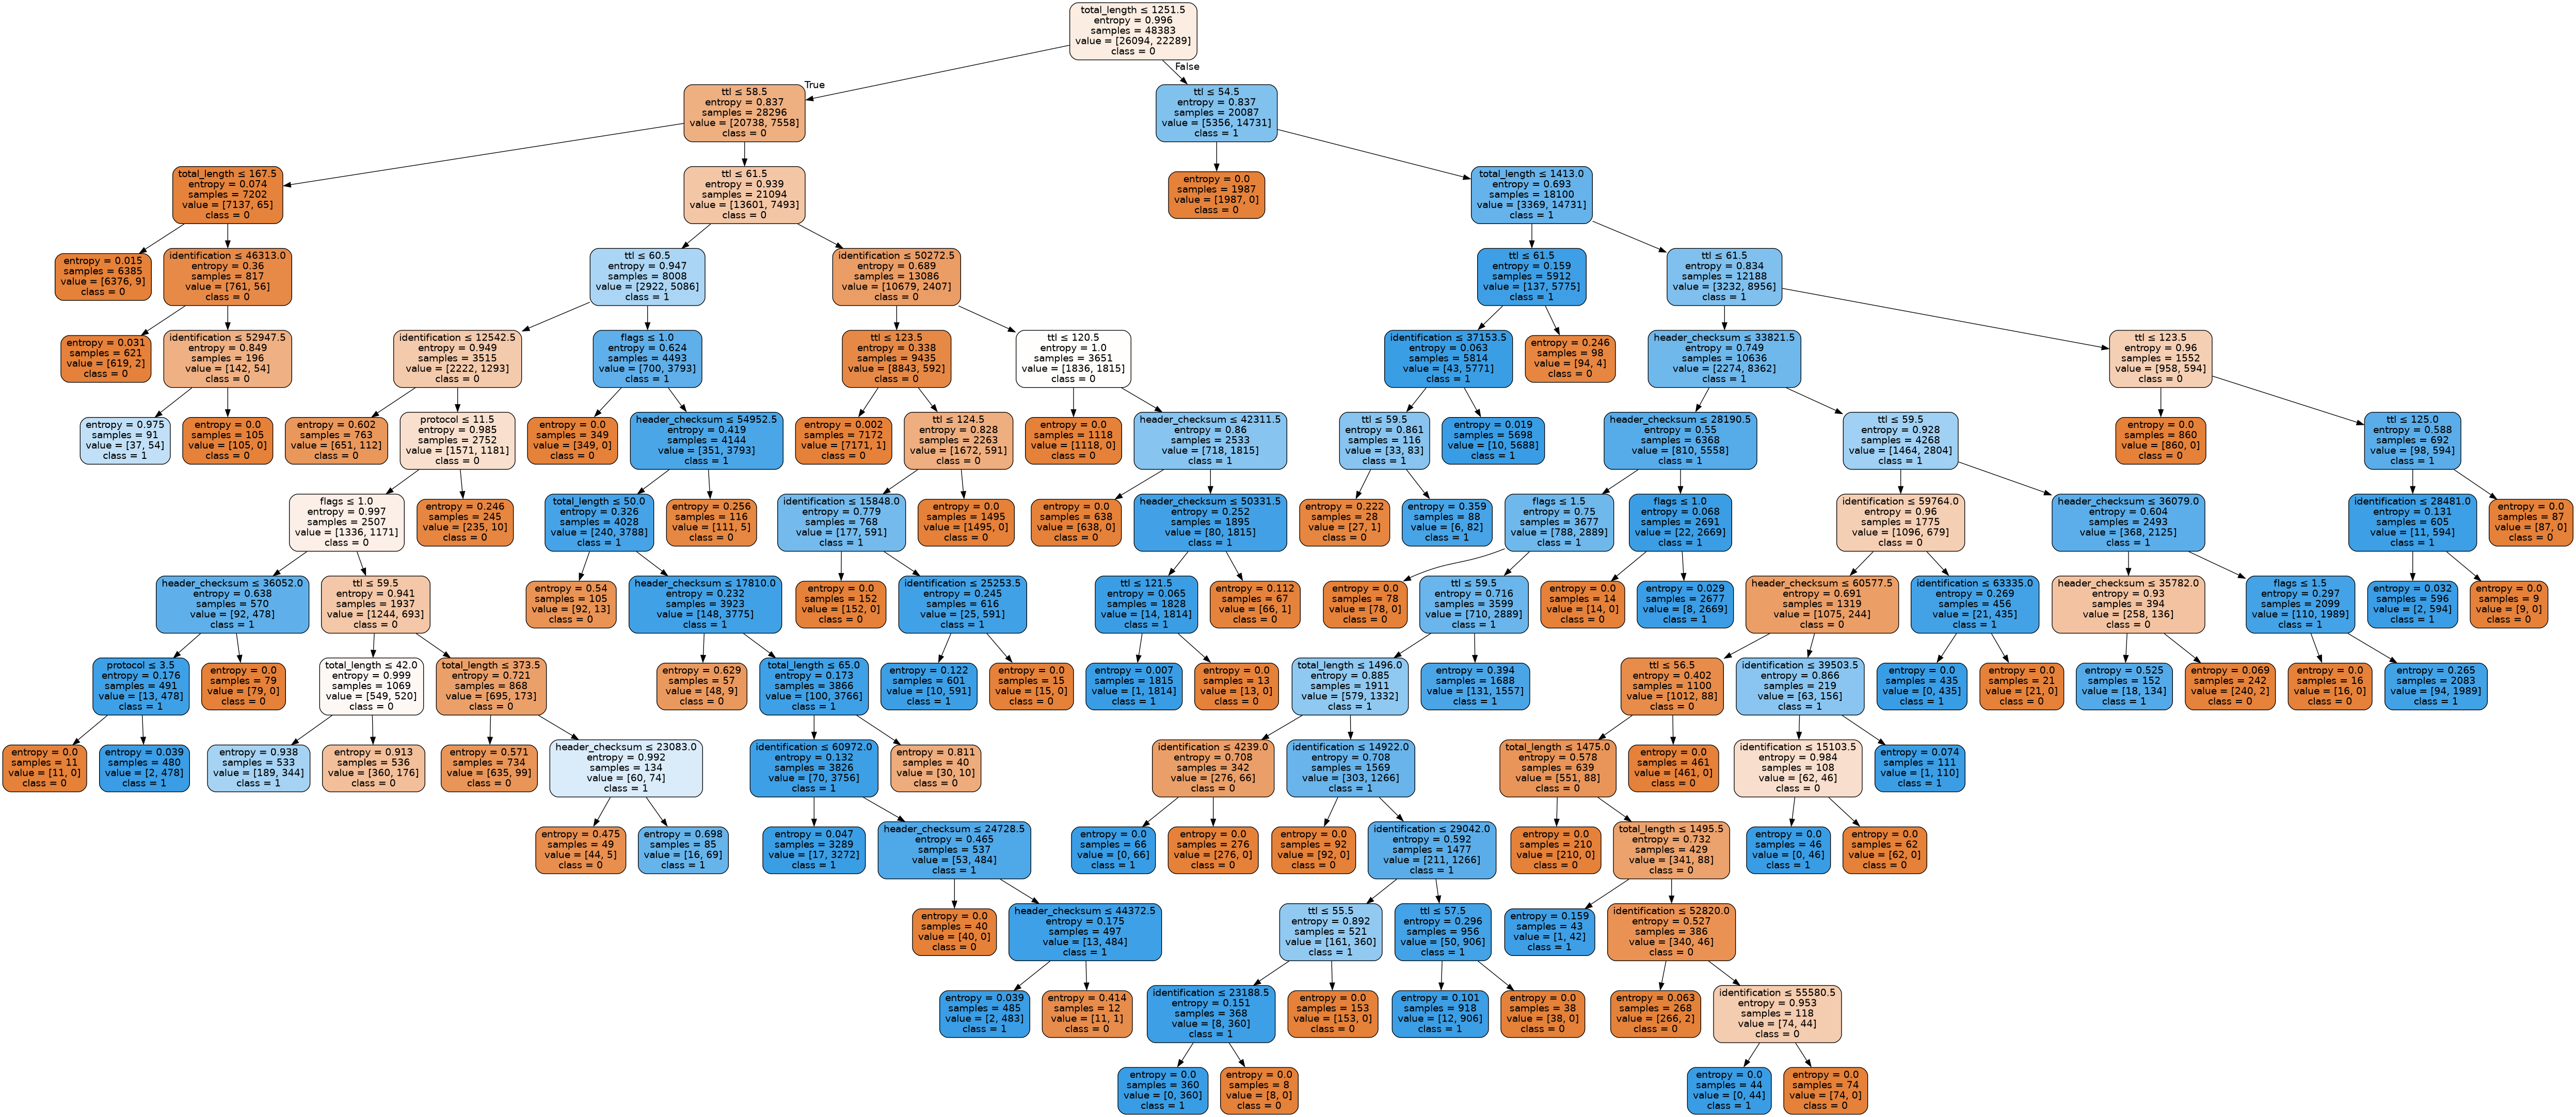 total_length ≤ 1251.5
entropy = 0.996
samples = 48383
value = [26094, 22289]
class = 0
True
False
ttl ≤ 58.5
entropy = 0.837
samples = 28296
value = [20738, 7558]
class = 0
ttl ≤ 54.5
entropy = 0.837
samples = 20087
value = [5356, 14731]
class = 1
total_length ≤ 167.5
entropy = 0.074
samples = 7202
value = [7137, 65]
class = 0
ttl ≤ 61.5
entropy = 0.939
samples = 21094
value = [13601, 7493]
class = 0
entropy = 0.0
samples = 1987
value = [1987, 0]
class = 0
total_length ≤ 1413.0
entropy = 0.693
samples = 18100
value = [3369, 14731]
class = 1
entropy = 0.015
samples = 6385
value = [6376, 9]
class = 0
identification ≤ 46313.0
entropy = 0.36
samples = 817
value = [761, 56]
class = 0
ttl ≤ 60.5
entropy = 0.947
samples = 8008
value = [2922, 5086]
class = 1
identification ≤ 50272.5
entropy = 0.689
samples = 13086
value = [10679, 2407]
class = 0
ttl ≤ 61.5
entropy = 0.159
samples = 5912
value = [137, 5775]
class = 1
ttl ≤ 61.5
entropy = 0.834
samples = 12188
value = [3232, 8956]
class = 1
entropy = 0.031
samples = 621
value = [619, 2]
class = 0
identification ≤ 52947.5
entropy = 0.849
samples = 196
value = [142, 54]
class = 0
identification ≤ 12542.5
entropy = 0.949
samples = 3515
value = [2222, 1293]
class = 0
flags ≤ 1.0
entropy = 0.624
samples = 4493
value = [700, 3793]
class = 1
ttl ≤ 123.5
entropy = 0.338
samples = 9435
value = [8843, 592]
class = 0
ttl ≤ 120.5
entropy = 1.0
samples = 3651
value = [1836, 1815]
class = 0
identification ≤ 37153.5
entropy = 0.063
samples = 5814
value = [43, 5771]
class = 1
entropy = 0.246
samples = 98
value = [94, 4]
class = 0
header_checksum ≤ 33821.5
entropy = 0.749
samples = 10636
value = [2274, 8362]
class = 1
ttl ≤ 123.5
entropy = 0.96
samples = 1552
value = [958, 594]
class = 0
entropy = 0.975
samples = 91
value = [37, 54]
class = 1
entropy = 0.0
samples = 105
value = [105, 0]
class = 0
entropy = 0.602
samples = 763
value = [651, 112]
class = 0
protocol ≤ 11.5
entropy = 0.985
samples = 2752
value = [1571, 1181]
class = 0
entropy = 0.0
samples = 349
value = [349, 0]
class = 0
header_checksum ≤ 54952.5
entropy = 0.419
samples = 4144
value = [351, 3793]
class = 1
entropy = 0.002
samples = 7172
value = [7171, 1]
class = 0
ttl ≤ 124.5
entropy = 0.828
samples = 2263
value = [1672, 591]
class = 0
entropy = 0.0
samples = 1118
value = [1118, 0]
class = 0
header_checksum ≤ 42311.5
entropy = 0.86
samples = 2533
value = [718, 1815]
class = 1
ttl ≤ 59.5
entropy = 0.861
samples = 116
value = [33, 83]
class = 1
entropy = 0.019
samples = 5698
value = [10, 5688]
class = 1
header_checksum ≤ 28190.5
entropy = 0.55
samples = 6368
value = [810, 5558]
class = 1
ttl ≤ 59.5
entropy = 0.928
samples = 4268
value = [1464, 2804]
class = 1
entropy = 0.0
samples = 860
value = [860, 0]
class = 0
ttl ≤ 125.0
entropy = 0.588
samples = 692
value = [98, 594]
class = 1
flags ≤ 1.0
entropy = 0.997
samples = 2507
value = [1336, 1171]
class = 0
entropy = 0.246
samples = 245
value = [235, 10]
class = 0
total_length ≤ 50.0
entropy = 0.326
samples = 4028
value = [240, 3788]
class = 1
entropy = 0.256
samples = 116
value = [111, 5]
class = 0
identification ≤ 15848.0
entropy = 0.779
samples = 768
value = [177, 591]
class = 1
entropy = 0.0
samples = 1495
value = [1495, 0]
class = 0
entropy = 0.0
samples = 638
value = [638, 0]
class = 0
header_checksum ≤ 50331.5
entropy = 0.252
samples = 1895
value = [80, 1815]
class = 1
entropy = 0.222
samples = 28
value = [27, 1]
class = 0
entropy = 0.359
samples = 88
value = [6, 82]
class = 1
flags ≤ 1.5
entropy = 0.75
samples = 3677
value = [788, 2889]
class = 1
flags ≤ 1.0
entropy = 0.068
samples = 2691
value = [22, 2669]
class = 1
identification ≤ 59764.0
entropy = 0.96
samples = 1775
value = [1096, 679]
class = 0
header_checksum ≤ 36079.0
entropy = 0.604
samples = 2493
value = [368, 2125]
class = 1
identification ≤ 28481.0
entropy = 0.131
samples = 605
value = [11, 594]
class = 1
entropy = 0.0
samples = 87
value = [87, 0]
class = 0
header_checksum ≤ 36052.0
entropy = 0.638
samples = 570
value = [92, 478]
class = 1
ttl ≤ 59.5
entropy = 0.941
samples = 1937
value = [1244, 693]
class = 0
entropy = 0.54
samples = 105
value = [92, 13]
class = 0
header_checksum ≤ 17810.0
entropy = 0.232
samples = 3923
value = [148, 3775]
class = 1
entropy = 0.0
samples = 152
value = [152, 0]
class = 0
identification ≤ 25253.5
entropy = 0.245
samples = 616
value = [25, 591]
class = 1
ttl ≤ 121.5
entropy = 0.065
samples = 1828
value = [14, 1814]
class = 1
entropy = 0.112
samples = 67
value = [66, 1]
class = 0
entropy = 0.0
samples = 78
value = [78, 0]
class = 0
ttl ≤ 59.5
entropy = 0.716
samples = 3599
value = [710, 2889]
class = 1
entropy = 0.0
samples = 14
value = [14, 0]
class = 0
entropy = 0.029
samples = 2677
value = [8, 2669]
class = 1
header_checksum ≤ 60577.5
entropy = 0.691
samples = 1319
value = [1075, 244]
class = 0
identification ≤ 63335.0
entropy = 0.269
samples = 456
value = [21, 435]
class = 1
header_checksum ≤ 35782.0
entropy = 0.93
samples = 394
value = [258, 136]
class = 0
flags ≤ 1.5
entropy = 0.297
samples = 2099
value = [110, 1989]
class = 1
entropy = 0.032
samples = 596
value = [2, 594]
class = 1
entropy = 0.0
samples = 9
value = [9, 0]
class = 0
protocol ≤ 3.5
entropy = 0.176
samples = 491
value = [13, 478]
class = 1
entropy = 0.0
samples = 79
value = [79, 0]
class = 0
total_length ≤ 42.0
entropy = 0.999
samples = 1069
value = [549, 520]
class = 0
total_length ≤ 373.5
entropy = 0.721
samples = 868
value = [695, 173]
class = 0
entropy = 0.629
samples = 57
value = [48, 9]
class = 0
total_length ≤ 65.0
entropy = 0.173
samples = 3866
value = [100, 3766]
class = 1
entropy = 0.122
samples = 601
value = [10, 591]
class = 1
entropy = 0.0
samples = 15
value = [15, 0]
class = 0
entropy = 0.007
samples = 1815
value = [1, 1814]
class = 1
entropy = 0.0
samples = 13
value = [13, 0]
class = 0
total_length ≤ 1496.0
entropy = 0.885
samples = 1911
value = [579, 1332]
class = 1
entropy = 0.394
samples = 1688
value = [131, 1557]
class = 1
ttl ≤ 56.5
entropy = 0.402
samples = 1100
value = [1012, 88]
class = 0
identification ≤ 39503.5
entropy = 0.866
samples = 219
value = [63, 156]
class = 1
entropy = 0.0
samples = 435
value = [0, 435]
class = 1
entropy = 0.0
samples = 21
value = [21, 0]
class = 0
entropy = 0.525
samples = 152
value = [18, 134]
class = 1
entropy = 0.069
samples = 242
value = [240, 2]
class = 0
entropy = 0.0
samples = 16
value = [16, 0]
class = 0
entropy = 0.265
samples = 2083
value = [94, 1989]
class = 1
entropy = 0.0
samples = 11
value = [11, 0]
class = 0
entropy = 0.039
samples = 480
value = [2, 478]
class = 1
entropy = 0.938
samples = 533
value = [189, 344]
class = 1
entropy = 0.913
samples = 536
value = [360, 176]
class = 0
entropy = 0.571
samples = 734
value = [635, 99]
class = 0
header_checksum ≤ 23083.0
entropy = 0.992
samples = 134
value = [60, 74]
class = 1
identification ≤ 60972.0
entropy = 0.132
samples = 3826
value = [70, 3756]
class = 1
entropy = 0.811
samples = 40
value = [30, 10]
class = 0
identification ≤ 4239.0
entropy = 0.708
samples = 342
value = [276, 66]
class = 0
identification ≤ 14922.0
entropy = 0.708
samples = 1569
value = [303, 1266]
class = 1
total_length ≤ 1475.0
entropy = 0.578
samples = 639
value = [551, 88]
class = 0
entropy = 0.0
samples = 461
value = [461, 0]
class = 0
identification ≤ 15103.5
entropy = 0.984
samples = 108
value = [62, 46]
class = 0
entropy = 0.074
samples = 111
value = [1, 110]
class = 1
entropy = 0.475
samples = 49
value = [44, 5]
class = 0
entropy = 0.698
samples = 85
value = [16, 69]
class = 1
entropy = 0.047
samples = 3289
value = [17, 3272]
class = 1
header_checksum ≤ 24728.5
entropy = 0.465
samples = 537
value = [53, 484]
class = 1
entropy = 0.0
samples = 66
value = [0, 66]
class = 1
entropy = 0.0
samples = 276
value = [276, 0]
class = 0
entropy = 0.0
samples = 92
value = [92, 0]
class = 0
identification ≤ 29042.0
entropy = 0.592
samples = 1477
value = [211, 1266]
class = 1
entropy = 0.0
samples = 210
value = [210, 0]
class = 0
total_length ≤ 1495.5
entropy = 0.732
samples = 429
value = [341, 88]
class = 0
entropy = 0.0
samples = 46
value = [0, 46]
class = 1
entropy = 0.0
samples = 62
value = [62, 0]
class = 0
entropy = 0.0
samples = 40
value = [40, 0]
class = 0
header_checksum ≤ 44372.5
entropy = 0.175
samples = 497
value = [13, 484]
class = 1
ttl ≤ 55.5
entropy = 0.892
samples = 521
value = [161, 360]
class = 1
ttl ≤ 57.5
entropy = 0.296
samples = 956
value = [50, 906]
class = 1
entropy = 0.159
samples = 43
value = [1, 42]
class = 1
identification ≤ 52820.0
entropy = 0.527
samples = 386
value = [340, 46]
class = 0
entropy = 0.039
samples = 485
value = [2, 483]
class = 1
entropy = 0.414
samples = 12
value = [11, 1]
class = 0
identification ≤ 23188.5
entropy = 0.151
samples = 368
value = [8, 360]
class = 1
entropy = 0.0
samples = 153
value = [153, 0]
class = 0
entropy = 0.101
samples = 918
value = [12, 906]
class = 1
entropy = 0.0
samples = 38
value = [38, 0]
class = 0
entropy = 0.063
samples = 268
value = [266, 2]
class = 0
identification ≤ 55580.5
entropy = 0.953
samples = 118
value = [74, 44]
class = 0
entropy = 0.0
samples = 360
value = [0, 360]
class = 1
entropy = 0.0
samples = 8
value = [8, 0]
class = 0
entropy = 0.0
samples = 44
value = [0, 44]
class = 1
entropy = 0.0
samples = 74
value = [74, 0]
class = 0